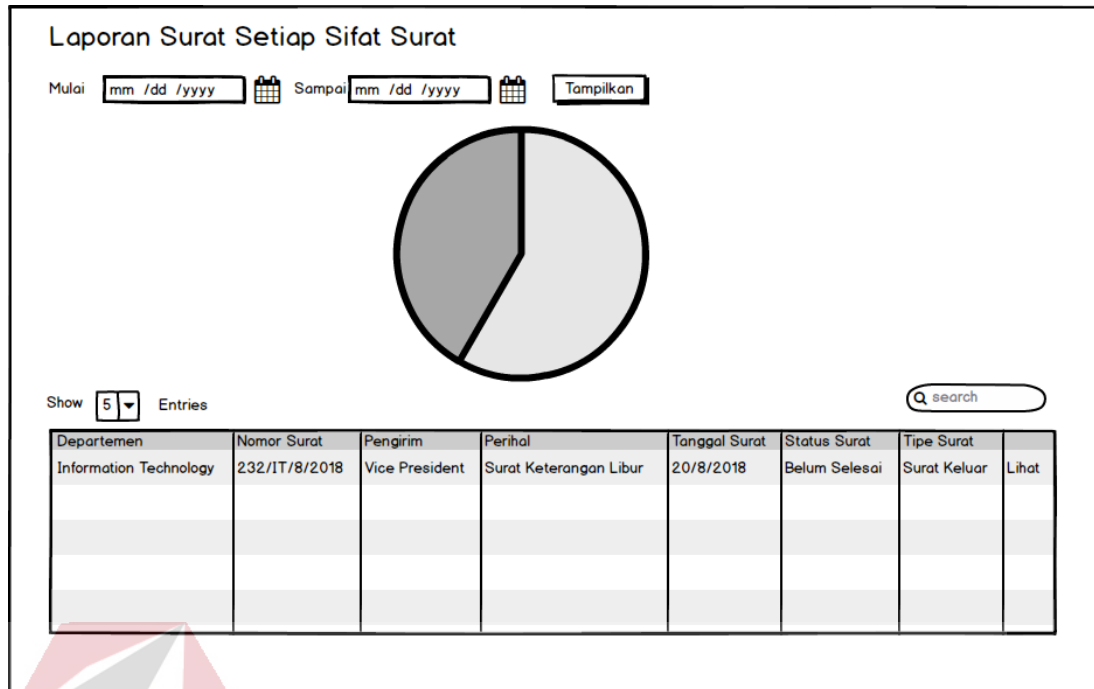 Laporan Surat Setiap Sifat Surat
Mulai mm /dd /yyyy Sampai mm /dd /yyyy Tampilkan
Show 5 Entries search
Departemen Nomor Surat Pengirim Perihal Tanggal Surat Status Surat Tipe Surat
Information Technology 232/IT/8/2018 Vice President Surat Keterangan Libur 20/8/2018 Belum Selesai Surat Keluar Lihat